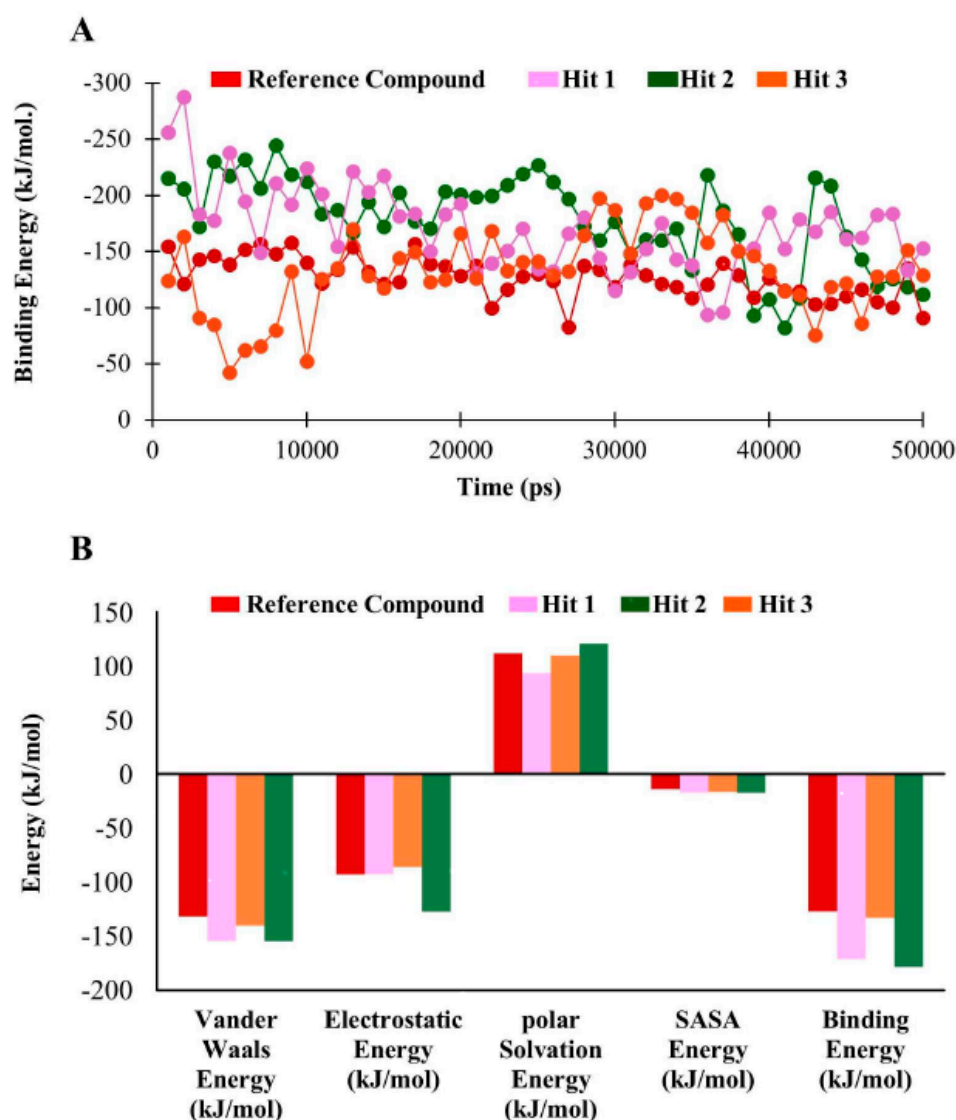 A
Reference Compound Hit 1 Hit 2 Hit 3
Binding Energy (kJ/mol.)
-300
-250
-200
-150
-100
-50
0
0 10000 20000 30000 40000 50000
Time (ps)
B
Reference Compound Hit 1 Hit 2 Hit 3
Energy (kJ/mol)
150
100
50
0
-50
-100
-150
-200
Vander
Waals
Energy
(kJ/mol)
Electrostatic
Energy
(kJ/mol)
polar
Solvation
Energy
(kJ/mol)
SASA
Energy
(kJ/mol)
Binding
Energy
(kJ/mol)